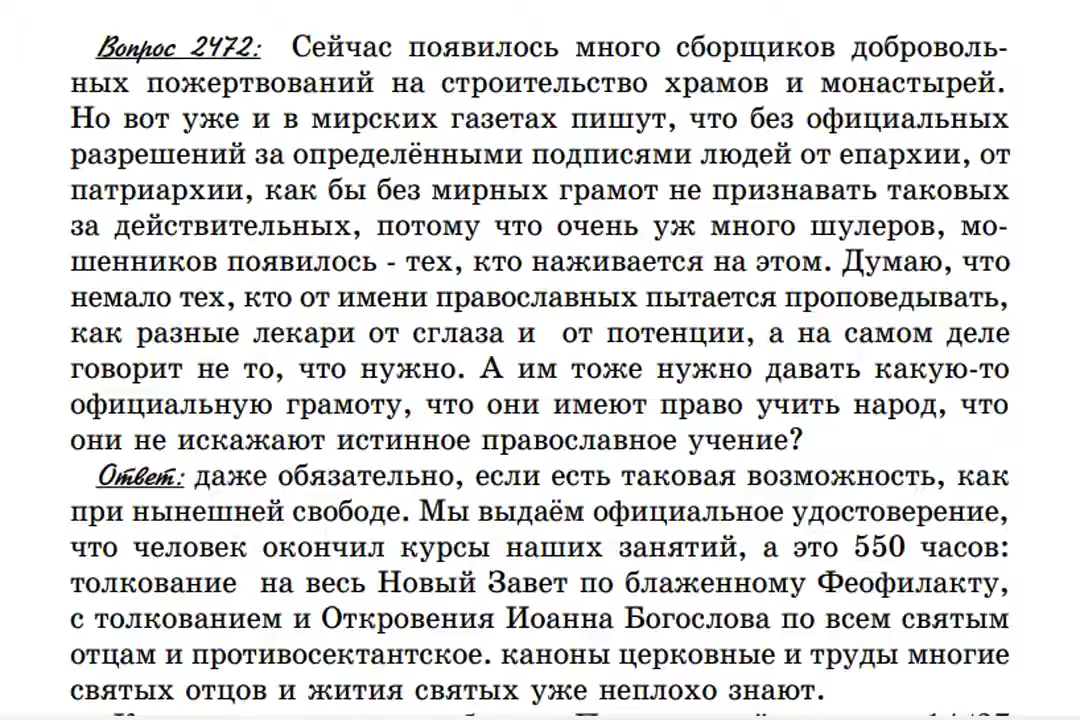 Вопрос 2472: Сейчас появилось много сборщиков доброволь-
ных пожертвований на строительство храмов и монастырей.
Но вот уже и в мирских газетах пишут, что без официальных
разрешений за определёнными подписями людей от епархии, от
патриархии, как бы без мирных грамот не признавать таковых
за действительных, потому что очень уж много шулеров, мо-
шенников появилось - тех, кто наживается на этом. Думаю, что
немало тех, кто от имени православных пытается проповедывать,
как разные лекари от сглаза и от потенции, а на самом деле
говорит не то, что нужно. А им тоже нужно давать какую-то
официальную грамоту, что они имеют право учить народ, что
они не искажают истинное православное учение?
Ответ: даже обязательно, если есть таковая возможность, как
при нынешней свободе. Мы выдаём официальное удостоверение,
что человек окончил курсы наших занятий, а это 550 часов:
толкование на весь Новый Завет по блаженному Феофилакту,
с толкованием и Откровения Иоанна Богослова по всем святым
отцам и противосектантское. каноны церковные и труды многие
святых отцов и жития святых уже неплохо знают.